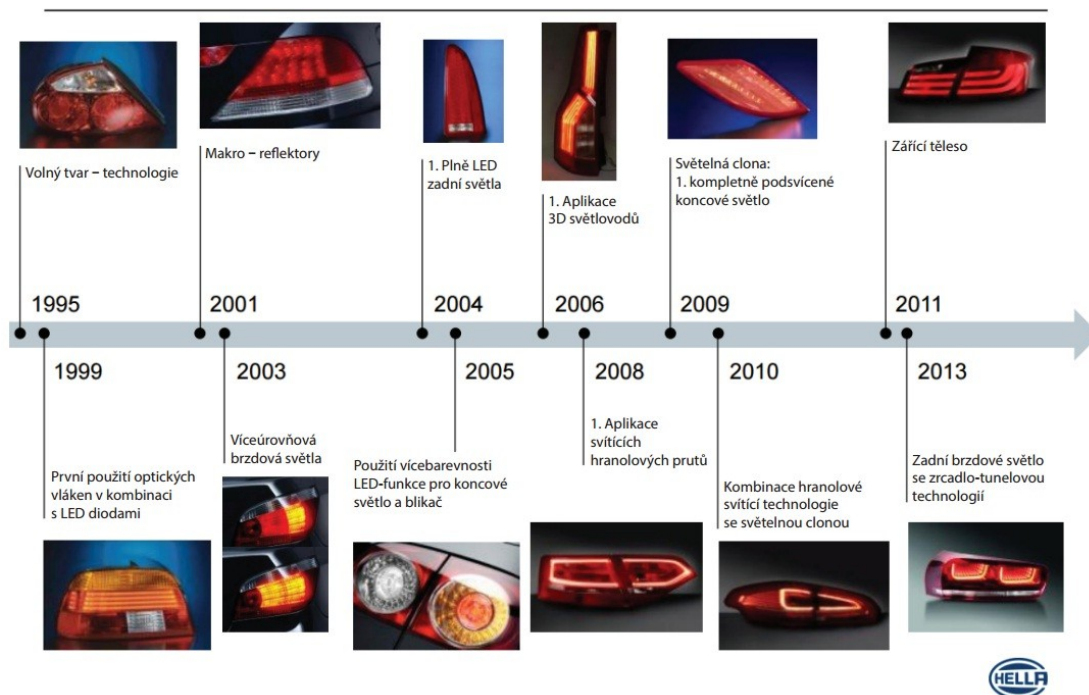 Volný tvar – technologie
Makro – reflektory
1. Plně LED
zadní světla
1. Aplikace
3D světlovodů
Světelná clona:
1. kompletně podsvícené
koncové světlo
Zářící těleso
1995
2001
2004
2006
2009
2011
1999
2003
2005
2008
2010
2013
První použití optických
vláken v kombinaci
s LED diodami
Víceúrovňová
brzdová světla
Použití vícebarevnosti
LED-funkce pro koncové
světlo a blikač
1. Aplikace
svítících
hranolových prutů
Kombinace hranolové
svítící technologie
se světelnou clonou
Zadní brzdové světlo
se zrcadlo-tunelovou
technologií
HELLA